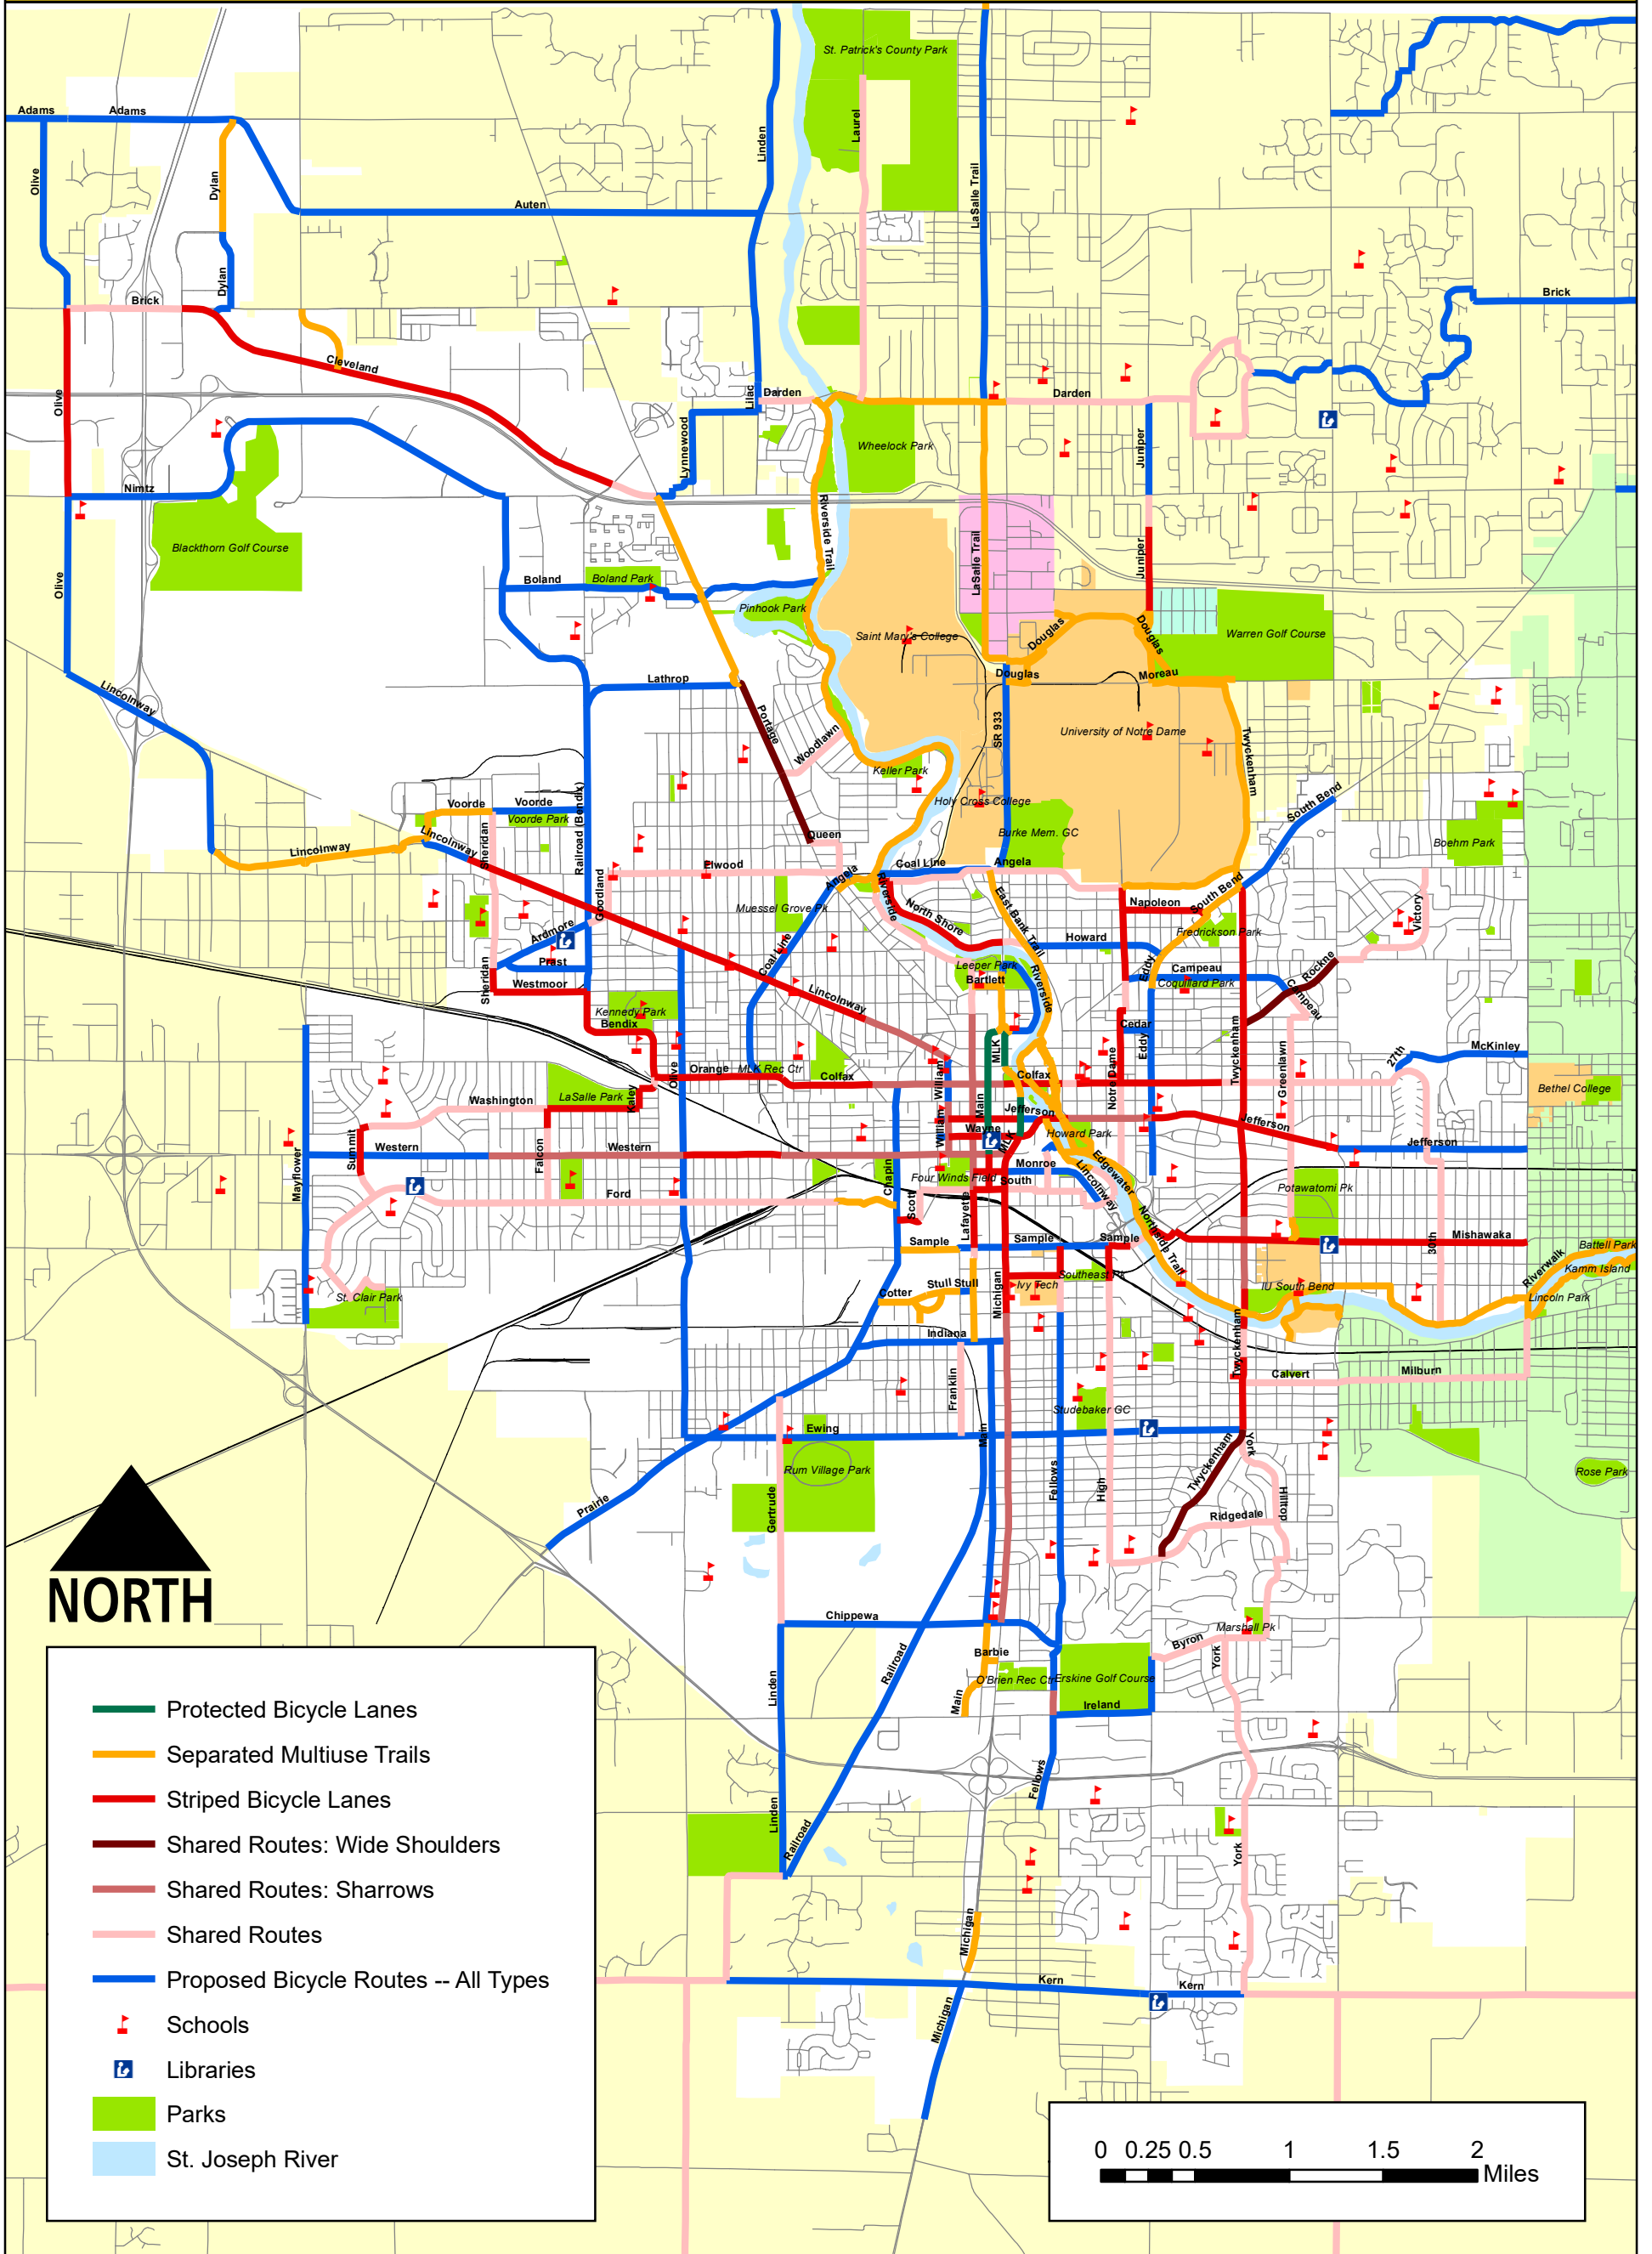 St. Patrick's County Park
Adams
Adams
Laurel
Linden
Olive
LaSalle Trail
Dylan
Auten
Dylan
Brick
Brick
Cleveland
Olive
Lilac
Darden
Darden
Lynnewood
Wheelock Park
Juniper
Nimtz
Riverside Trail
Blackthorn Golf Course
LaSalle Trail
Juniper
Olive
Boland
Boland Park
Pinhook Park
Saint Mary's College
Douglas
Douglas
Warren Golf Course
Douglas
Moreau
Lathrop
Lincolnway
Portage
SR 933
University of Notre Dame
Woodlawn
Twyckenham
Keller Park
Holy Cross College
South Bend
Voorde
Voorde
Voorde Park
Railroad (Bendix)
Burke Mem. GC
Boehm Park
Queen
Lincolnway
Lincolnway
Sheridan
Elwood
Coal Line
Angela
Angela
Riverside
South Bend
Goodland
Muessel Grove Pk
North Shore
East Bank Trail
Napoleon
Victory
Ardmore
Fredrickson Park
Howard
Coal Line
Prast
Leeper Park
Eddy
Campeau
Rockne
Sheridan
Westmoor
Bartlett
Riverside
Coquillard Park
Campeau
Lincolnway
Kennedy Park
Bendix
Cedar
Eddy
MLK
Twyckenham
27th
McKinley
Orange
MLK Rec Ctr
Colfax
Colfax
Olive
William
Notre Dame
Greenlawn
Bethel College
LaSalle Park
Kaley
Washington
Main
Jefferson
William
Wayne
MLK
Howard Park
Jefferson
Jefferson
Summit
Western
Falcon
Western
Mayflower
Edgewater
Chapin
Monroe
Four Winds Field
South
Lincolnway
Potawatomi Pk
Ford
Scott
Lafayette
Northside Trail
Sample
Sample
Sample
30th
Mishawaka
Battell Park
Riverwalk
Kamm Island
Southeast Pk
Stull
Stull
Ivy Tech
IU South Bend
Michigan
Cotter
Lincoln Park
St. Clair Park
Indiana
Twyckenham
Calvert
Milburn
Franklin
Studebaker GC
Ewing
Main
York
Rum Village Park
Twyckenham
Rose Park
Fellows
High
Prairie
Gertrude
Hilltop
Ridgedale
NORTH
Chippewa
Marshall Pk
Byron
York
Barbie
Railroad
O'Brien Rec Ctr
Erskine Golf Course
Linden
Main
Ireland
Fellows
Linden
Railroad
York
Michigan
Kern
Kern
Michigan
Protected Bicycle Lanes
Separated Multiuse Trails
Striped Bicycle Lanes
Shared Routes: Wide Shoulders
Shared Routes: Sharrows
Shared Routes
Proposed Bicycle Routes -- All Types
Schools
Libraries
Parks
St. Joseph River
0 0.25 0.5 1 1.5 2
Miles